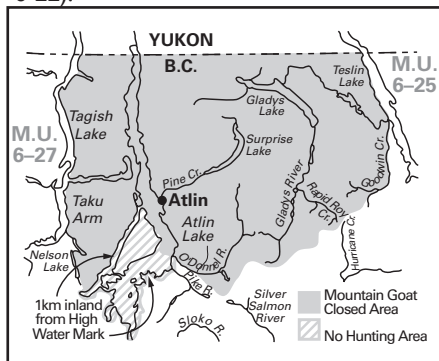 YUKON
B.C.
Teslin
Lake
M.U.
6–25
Gladys
Lake
Tagish
Lake
M.U.
6–27
Surprise
Lake
Pine Cr.
Goodwin Cr.
Atlin
Taku
Arm
Gladys River
Rapid Roy
Cr.
Atlin
Lake
Hurricane Cr.
Nelson
Lake
O'Donnel R.
Pike R.
1km inland
from High
Water Mark
Silver
Salmon
River
Sloko R.
Mountain Goat
Closed Area
No Hunting Area